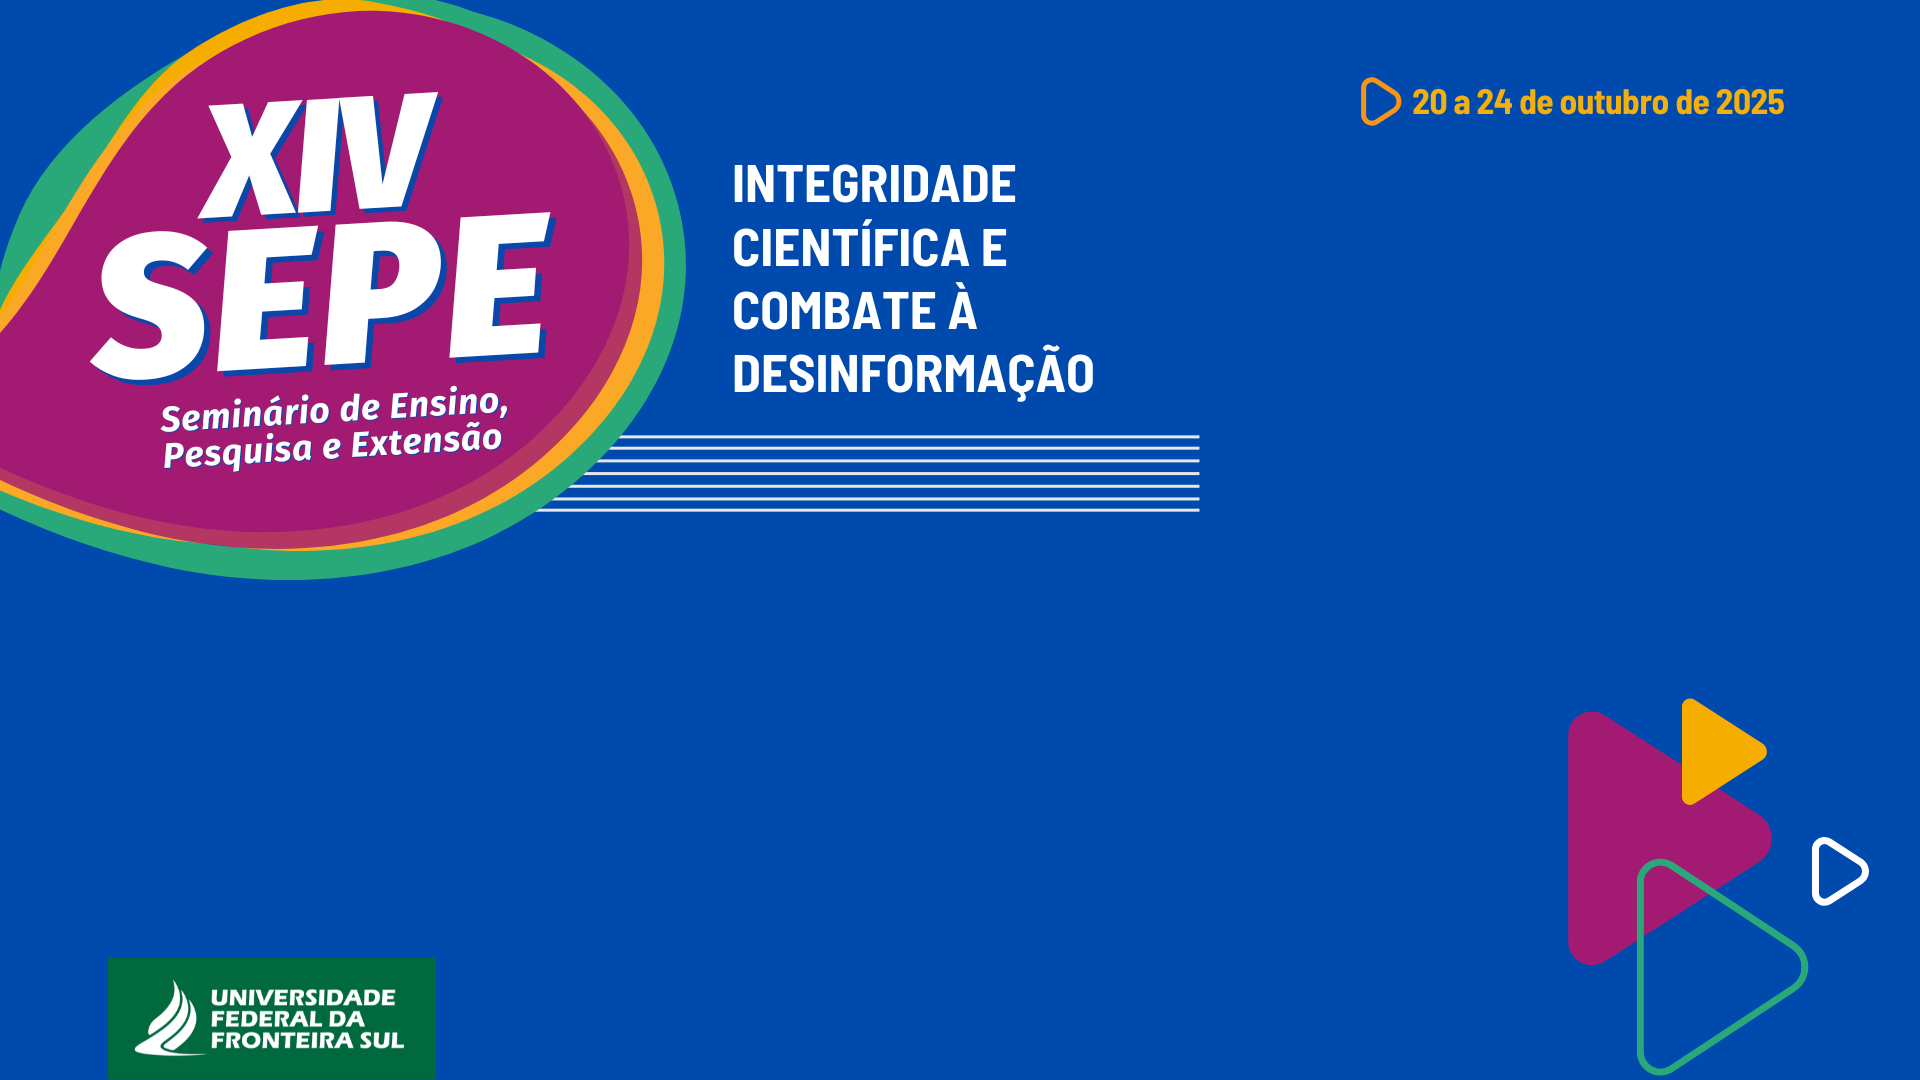 XIV
SEPE
Seminário de Ensino,
Pesquisa e Extensão
20 a 24 de outubro de 2025
INTEGRIDADE
CIENTÍFICA E
COMBATE À
DESINFORMAÇÃO
UNIVERSIDADE
FEDERAL DA
FRONTEIRA SUL